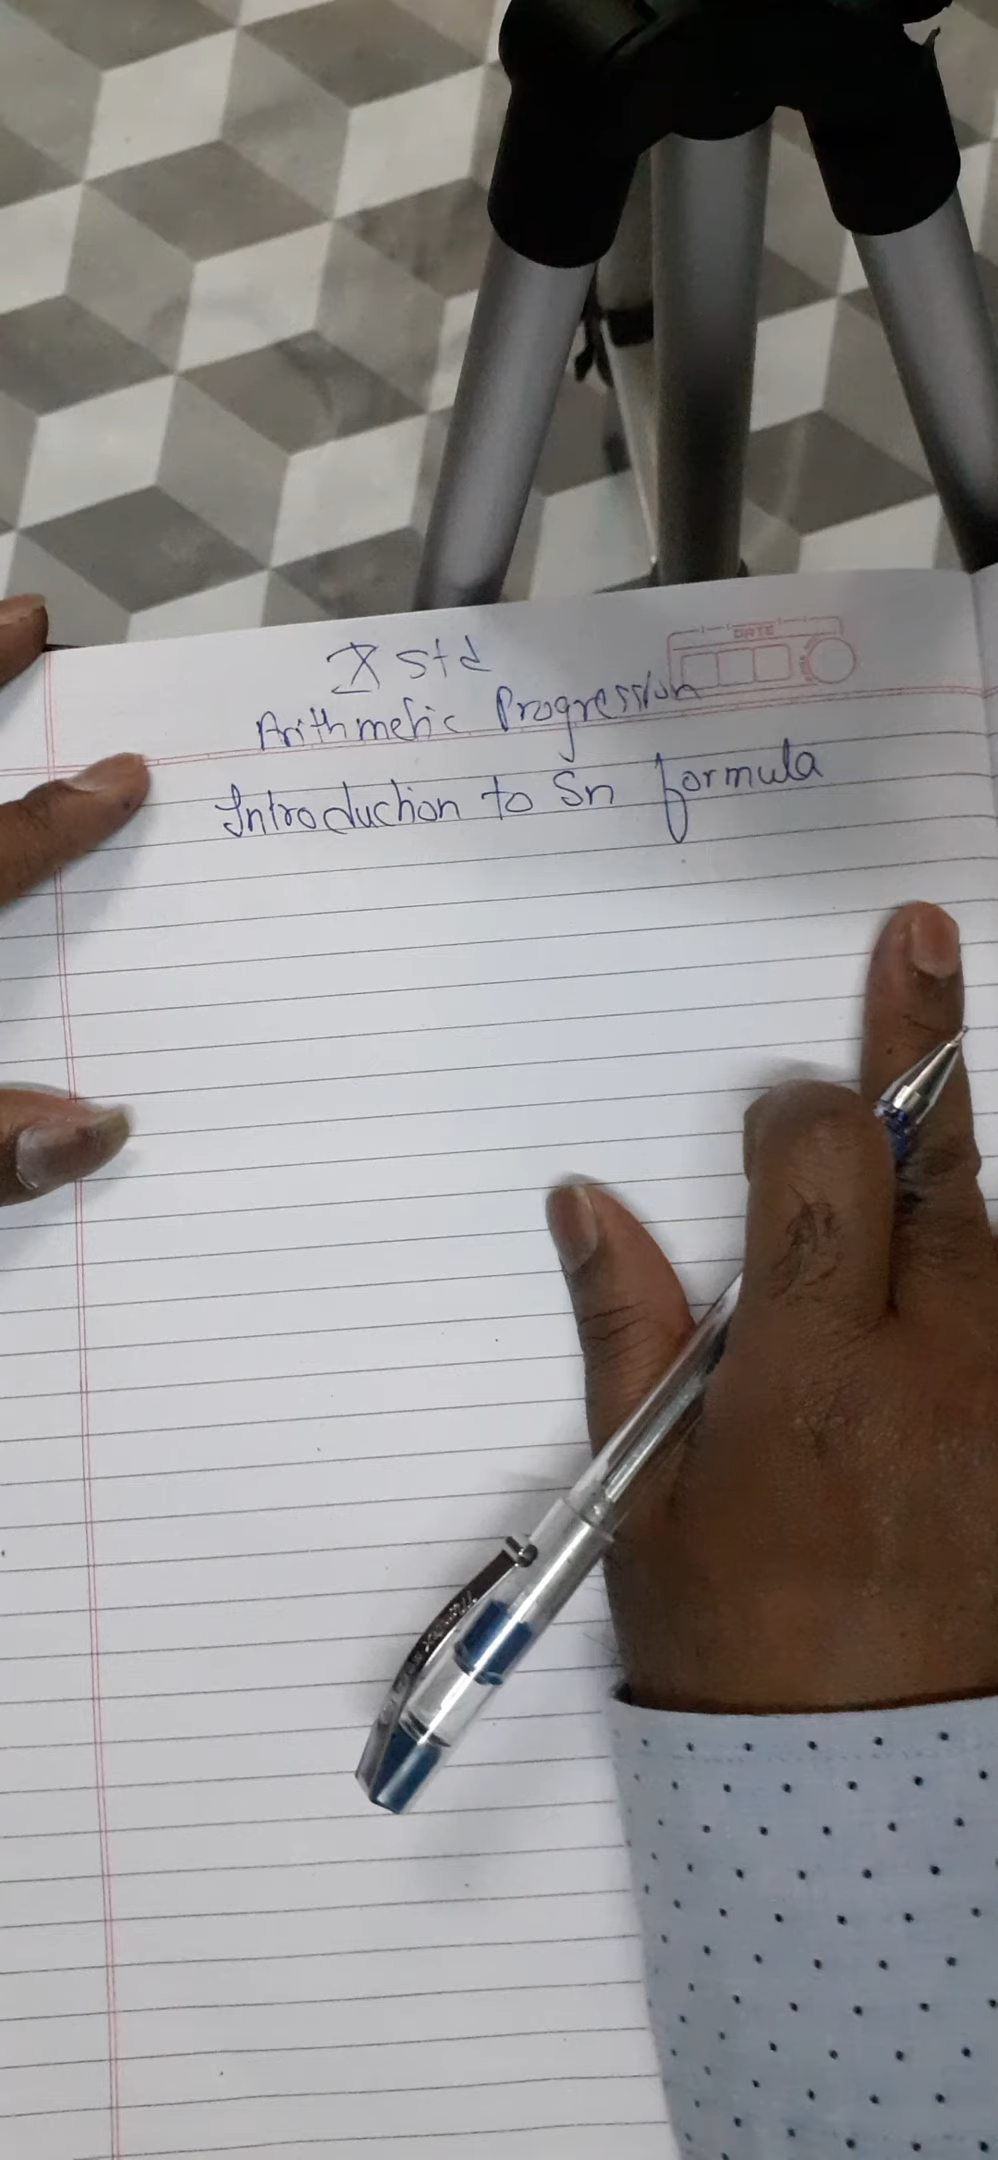 X std
DATE
Arithmetic Progression
Introduction to Sn formula